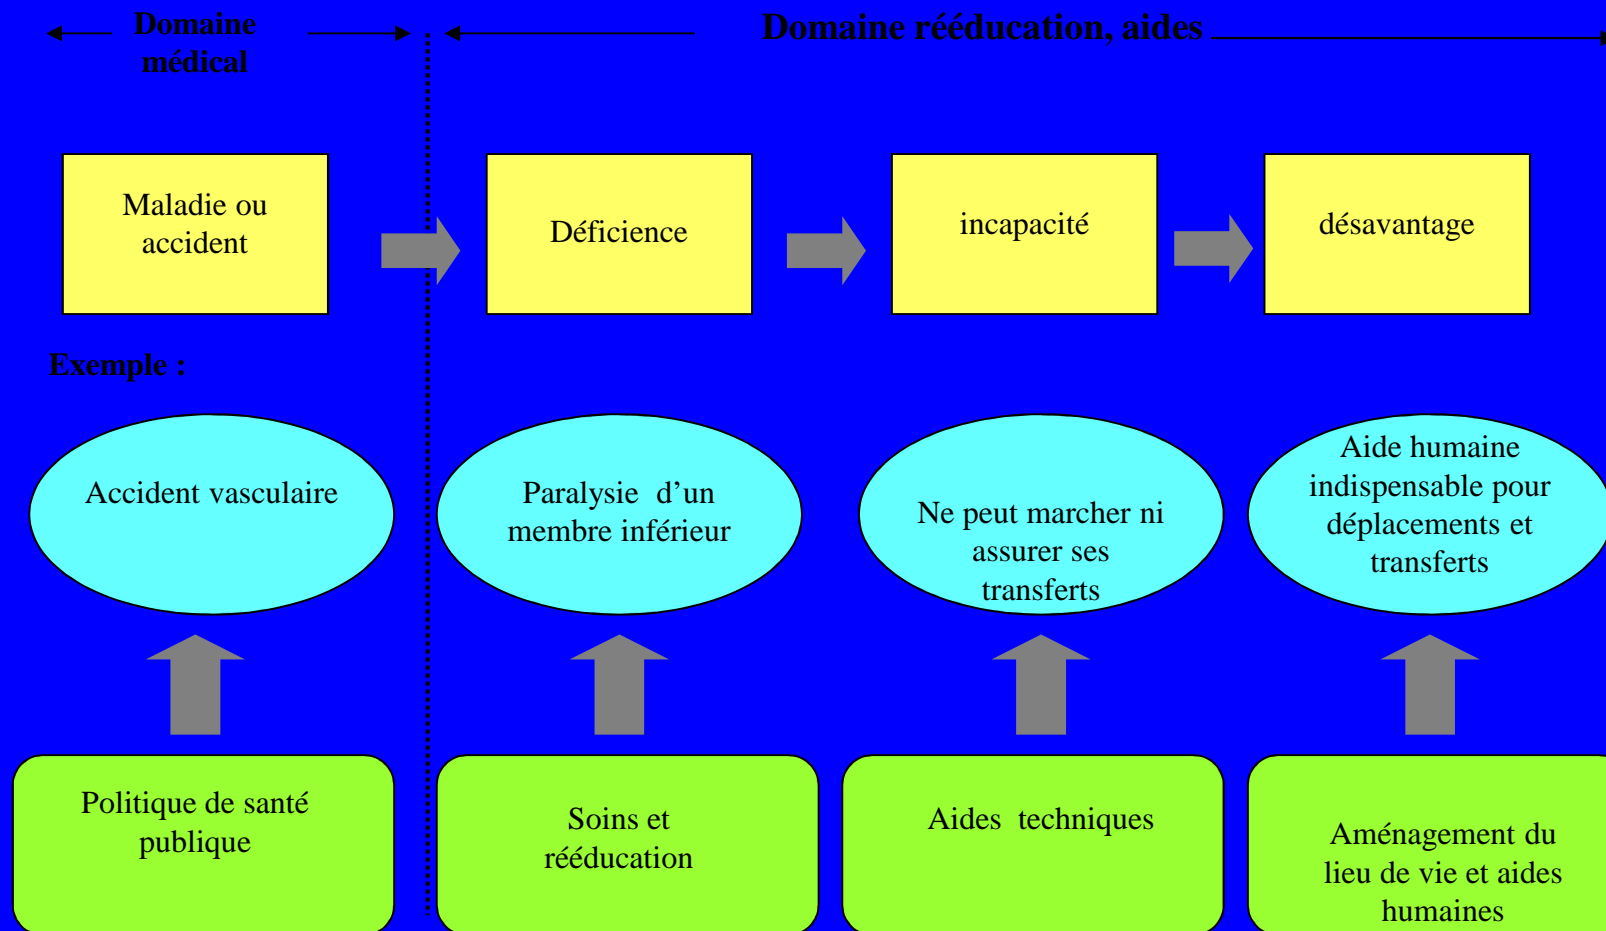 Domaine
médical
Domaine rééducation, aides
Maladie ou
accident
Déficience
incapacité
désavantage
Exemple :
Accident vasculaire
Paralysie d’un
membre inférieur
Ne peut marcher ni
assurer ses
transferts
Aide humaine
indispensable pour
déplacements et
transferts
Politique de santé
publique
Soins et
rééducation
Aides techniques
Aménagement du
lieu de vie et aides
humaines